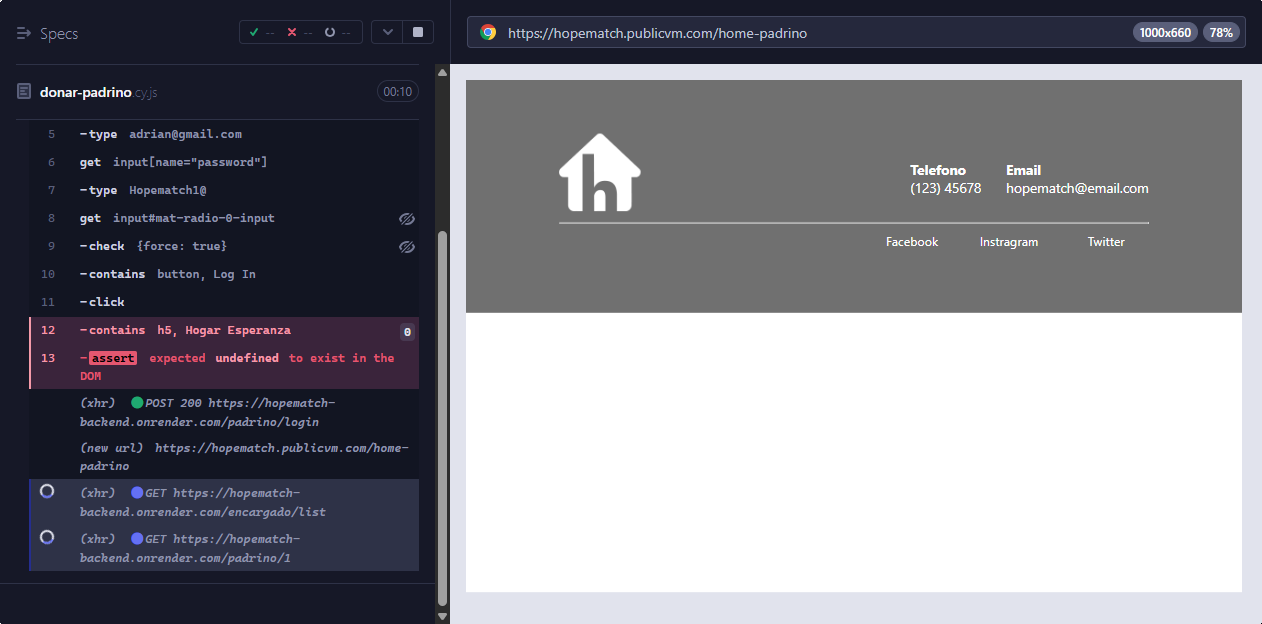 Specs
-- -- --
donar-padrino.cy.js
00:10
5 -type adrian@gmail.com
6 get input[name="password"]
7 -type Hopematch1@
8 get input#mat-radio-0-input
9 -check {force: true}
10 -contains button, Log In
11 -click
12 -contains h5, Hogar Esperanza 0
13 -assert expected undefined to exist in the
DOM
(xhr) POST 200 https://hopematch-
backend.onrender.com/padrino/login
(new url) https://hopematch.publicvm.com/home-
padrino
(xhr) GET https://hopematch-
backend.onrender.com/encargado/list
(xhr) GET https://hopematch-
backend.onrender.com/padrino/1
https://hopematch.publicvm.com/home-padrino
1000x660 78%
h
Telefono
(123) 45678
Email
hopematch@email.com
Facebook Instragram Twitter